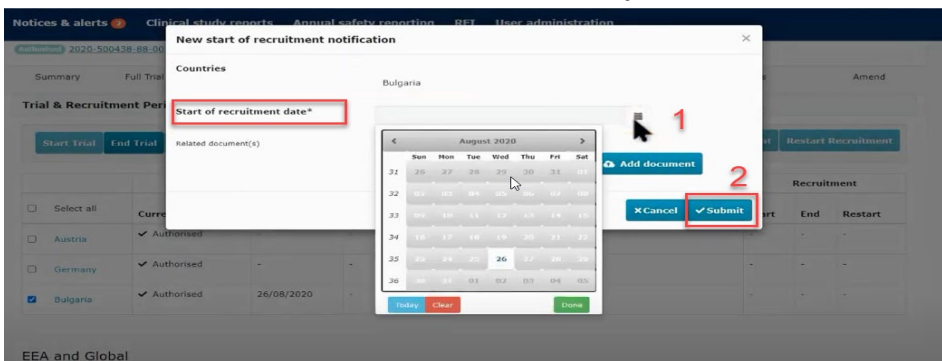 Notices & alerts 2 Clinical study reports Annual safety reporting RFI User administration
New start of recruitment notification ×
Authorised 2020-500438-88-00
Countries
Bulgaria
Summary Full Trial Amend
Trial & Recruitment Peri
Start of recruitment date*
1
Start Trial End Trial Related document(s) Restart Recruitment
< August 2020 >
Sun Mon Tue Wed Thu Fri Sat
Add document
31 26 27 28 29 30 31 01
2
Recruitment
32 02 03 04 05 06 07 08
× Cancel ✓ Submit
33 09 10 11 12 13 14 15
Select all Curre art End Restart
34 16 17 18 19 20 21 22
Austria ✓ Authorised - - - -
35 23 24 25 26 27 28 29
Germany ✓ Authorised - - - -
36 30 31 01 02 03 04 05
Bulgaria ✓ Authorised 26/08/2020 - - - -
Today Clear Done
EEA and Global